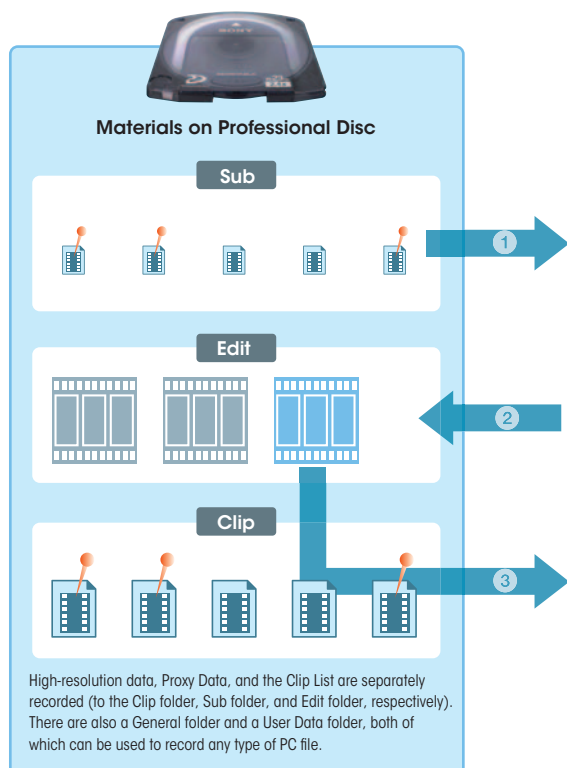 SONY
Materials on Professional Disc
Sub
1
Edit
2
Clip
3
High-resolution data, Proxy Data, and the Clip List are separately
recorded (to the Clip folder, Sub folder, and Edit folder, respectively).
There are also a General folder and a User Data folder, both of
which can be used to record any type of PC file.